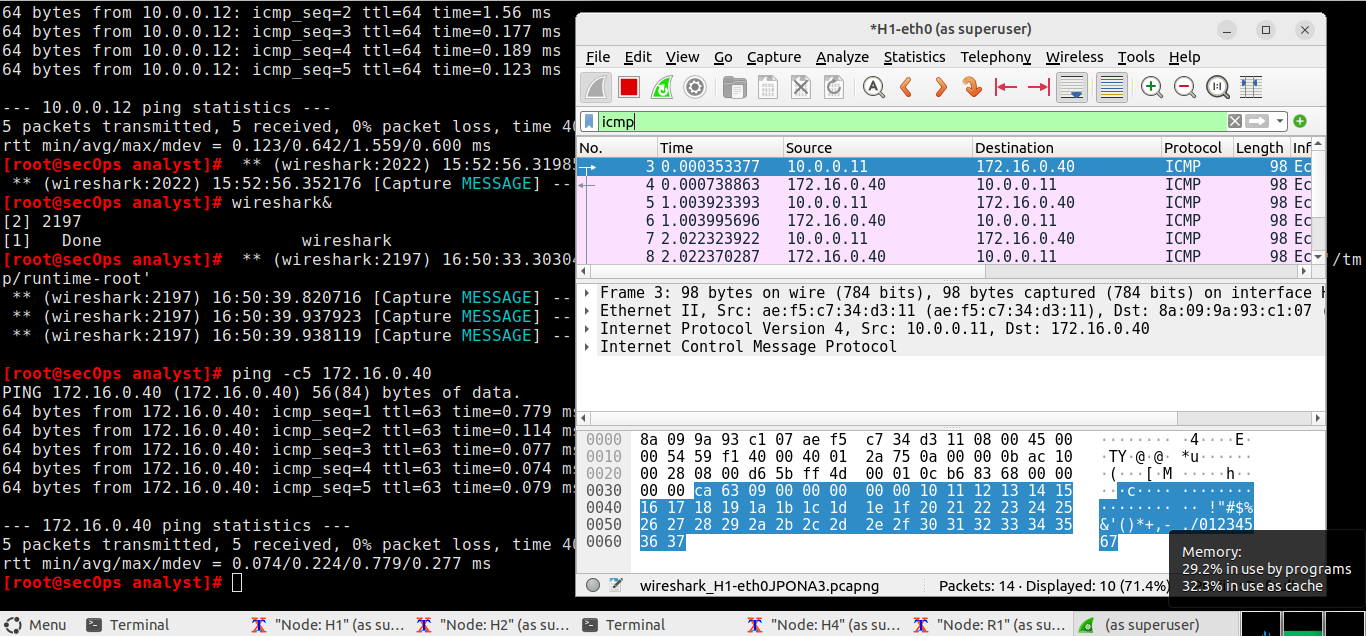 64 bytes from 10.0.0.12: icmp_seq=2 ttl=64 time=1.56 ms
64 bytes from 10.0.0.12: icmp_seq=3 ttl=64 time=0.177 ms
64 bytes from 10.0.0.12: icmp_seq=4 ttl=64 time=0.189 ms
64 bytes from 10.0.0.12: icmp_seq=5 ttl=64 time=0.123 ms
--- 10.0.0.12 ping statistics ---
5 packets transmitted, 5 received, 0% packet loss, time 40
rtt min/avg/max/mdev = 0.123/0.642/1.559/0.600 ms
[root@secOps analyst]#  ** (wireshark:2022) 15:52:56.31985
 ** (wireshark:2022) 15:52:56.352176 [Capture MESSAGE] --
[root@secOps analyst]# wireshark&
[2] 2197
[1]   Done                    wireshark
[root@secOps analyst]#  ** (wireshark:2197) 16:50:33.30304
'/tm
p/runtime-root'
 ** (wireshark:2197) 16:50:39.820716 [Capture MESSAGE] --
 ** (wireshark:2197) 16:50:39.937923 [Capture MESSAGE] --
 ** (wireshark:2197) 16:50:39.938119 [Capture MESSAGE] --
[root@secOps analyst]# ping -c5 172.16.0.40
PING 172.16.0.40 (172.16.0.40) 56(84) bytes of data.
64 bytes from 172.16.0.40: icmp_seq=1 ttl=63 time=0.779 ms
64 bytes from 172.16.0.40: icmp_seq=2 ttl=63 time=0.114 ms
64 bytes from 172.16.0.40: icmp_seq=3 ttl=63 time=0.077 ms
64 bytes from 172.16.0.40: icmp_seq=4 ttl=63 time=0.074 ms
64 bytes from 172.16.0.40: icmp_seq=5 ttl=63 time=0.079 ms
--- 172.16.0.40 ping statistics ---
5 packets transmitted, 5 received, 0% packet loss, time 40
rtt min/avg/max/mdev = 0.074/0.224/0.779/0.277 ms
[root@secOps analyst]#
*H1-eth0 (as superuser)
File Edit View Go Capture Analyze Statistics Telephony Wireless Tools Help
icmp
No. Time Source Destination Protocol Length Inf
3 0.000353377 10.0.0.11 172.16.0.40 ICMP 98 Ec
4 0.000738863 172.16.0.40 10.0.0.11 ICMP 98 Ec
5 1.003923393 10.0.0.11 172.16.0.40 ICMP 98 Ec
6 1.003995696 172.16.0.40 10.0.0.11 ICMP 98 Ec
7 2.022323922 10.0.0.11 172.16.0.40 ICMP 98 Ec
8 2.022370287 172.16.0.40 10.0.0.11 ICMP 98 Ec
Frame 3: 98 bytes on wire (784 bits), 98 bytes captured (784 bits) on interface H
Ethernet II, Src: ae:f5:c7:34:d3:11 (ae:f5:c7:34:d3:11), Dst: 8a:09:9a:93:c1:07 (
Internet Protocol Version 4, Src: 10.0.0.11, Dst: 172.16.0.40
Internet Control Message Protocol
0000 8a 09 9a 93 c1 07 ae f5 c7 34 d3 11 08 00 45 00 ········ ·4····E·
0010 00 54 59 f1 40 00 40 01 2a 75 0a 00 00 0b ac 10 ·TY·@·@· *u······
0020 00 28 08 00 d6 5b ff 4d 00 01 0c b6 83 68 00 00 ·(···[·M ·····h··
0030 00 00 ca 63 09 00 00 00 00 00 10 11 12 13 14 15 ···c···· ········
0040 16 17 18 19 1a 1b 1c 1d 1e 1f 20 21 22 23 24 25 ········ ·· !"#$%
0050 26 27 28 29 2a 2b 2c 2d 2e 2f 30 31 32 33 34 35 &'()*+,- ./012345
0060 36 37 67
wireshark_H1-eth0JPONA3.pcapng Packets: 14 · Displayed: 10 (71.4%)
Memory:
29.2% in use by programs
32.3% in use as cache
Menu Terminal "Node: H1" (as su... "Node: H2" (as su... Terminal "Node: H4" (as su... "Node: R1" (as su... (as superuser)